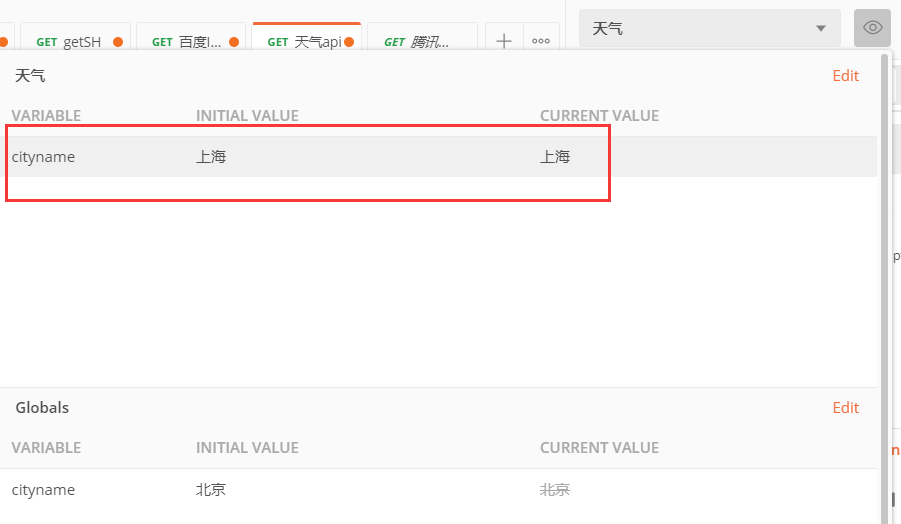 GET getSH GET 百度l... GET 天气api GET 腾讯... 天气
天气 Edit
VARIABLE INITIAL VALUE CURRENT VALUE
cityname 上海 上海
Globals Edit
VARIABLE INITIAL VALUE CURRENT VALUE
cityname 北京 北京